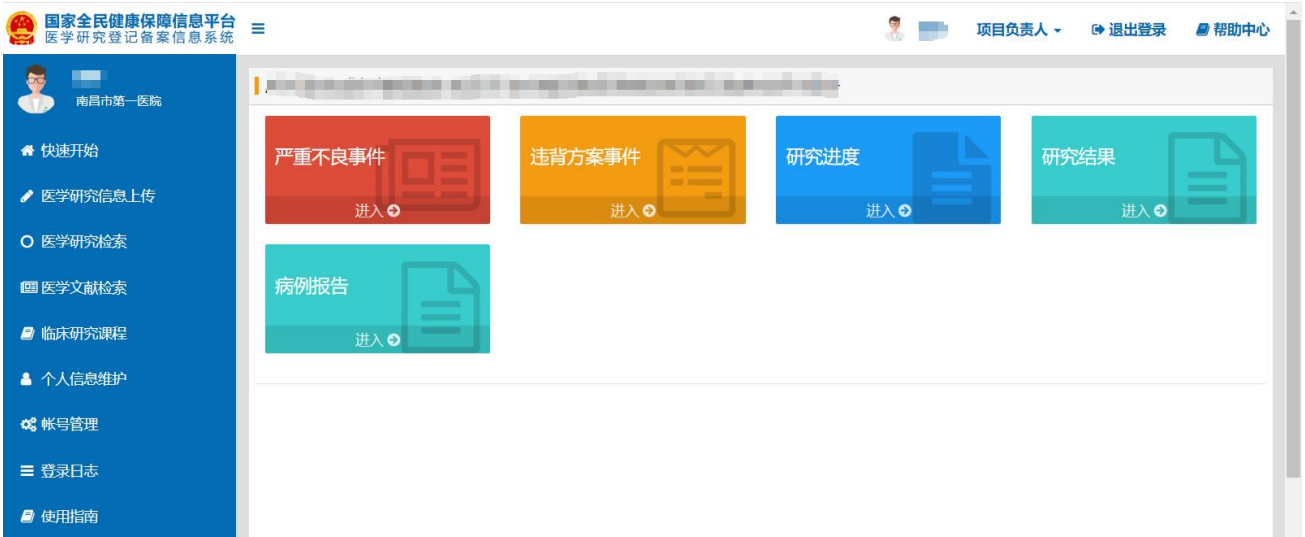 国家全民健康保障信息平台
医学研究登记备案信息系统
项目负责人
退出登录
帮助中心
南昌市第一医院
快速开始
医学研究信息上传
医学研究检索
医学文献检索
临床研究课程
个人信息维护
帐号管理
登录日志
使用指南
严重不良事件
进入
违背方案事件
进入
研究进度
进入
研究结果
进入
病例报告
进入